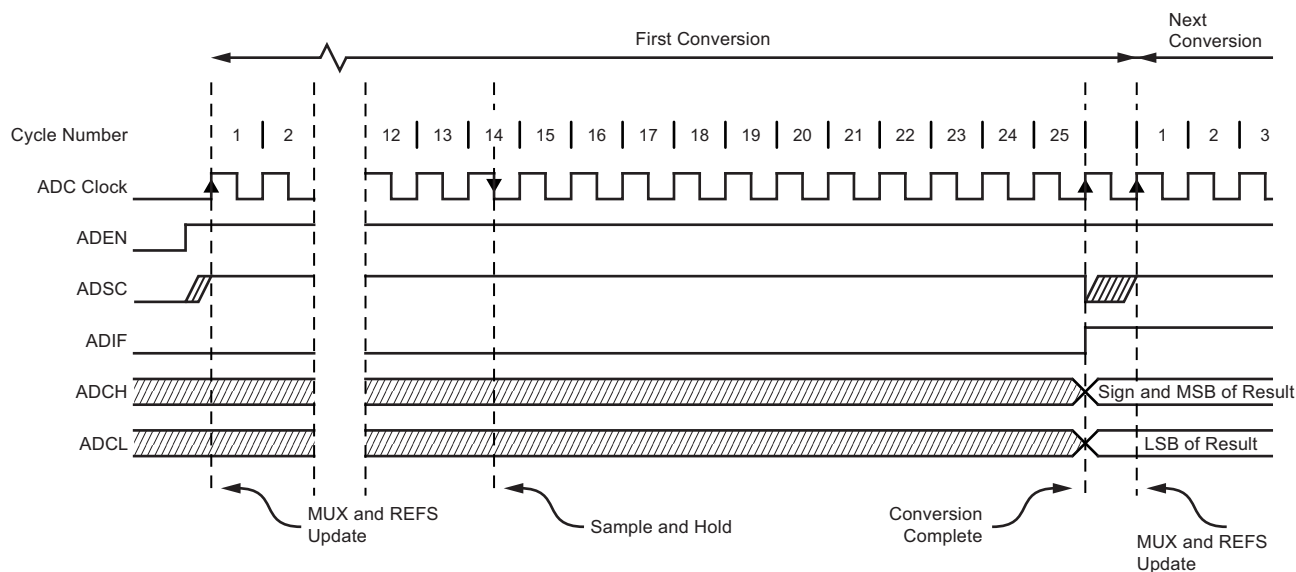 Next
First Conversion
Conversion
Cycle Number 1 2 12 13 14 15 16 17 18 19 20 21 22 23 24 25 1 2 3
ADC Clock
ADEN
ADSC
ADIF
ADCH Sign and MSB of Result
ADCL LSB of Result
MUX and REFS
Update
Sample and Hold
Conversion
Complete
MUX and REFS
Update